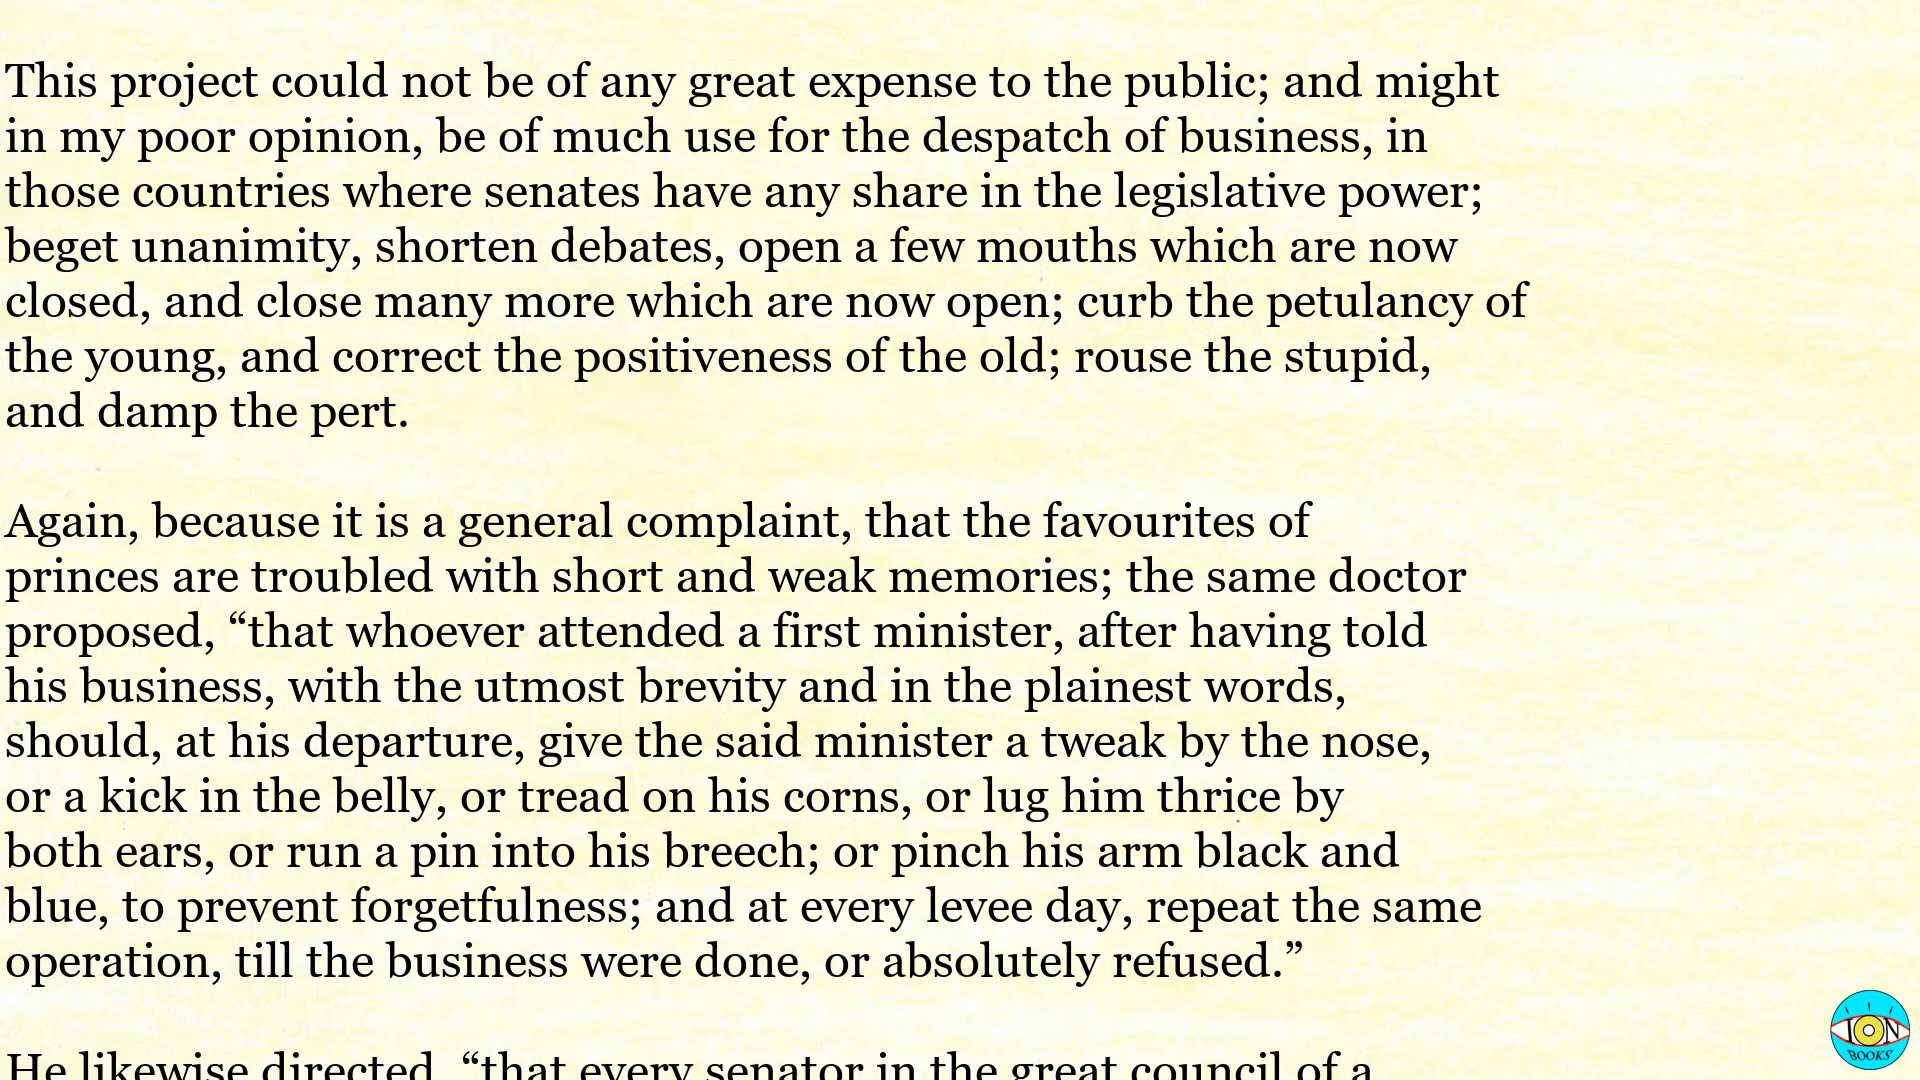 This project could not be of any great expense to the public; and might
in my poor opinion, be of much use for the despatch of business, in
those countries where senates have any share in the legislative power;
beget unanimity, shorten debates, open a few mouths which are now
closed, and close many more which are now open; curb the petulancy of
the young, and correct the positiveness of the old; rouse the stupid,
and damp the pert.
Again, because it is a general complaint, that the favourites of
princes are troubled with short and weak memories; the same doctor
proposed, “that whoever attended a first minister, after having told
his business, with the utmost brevity and in the plainest words,
should, at his departure, give the said minister a tweak by the nose,
or a kick in the belly, or tread on his corns, or lug him thrice by
both ears, or run a pin into his breech; or pinch his arm black and
blue, to prevent forgetfulness; and at every levee day, repeat the same
operation, till the business were done, or absolutely refused.”
He likewise directed, “that every senator in the great council of a
ION
BOOKS